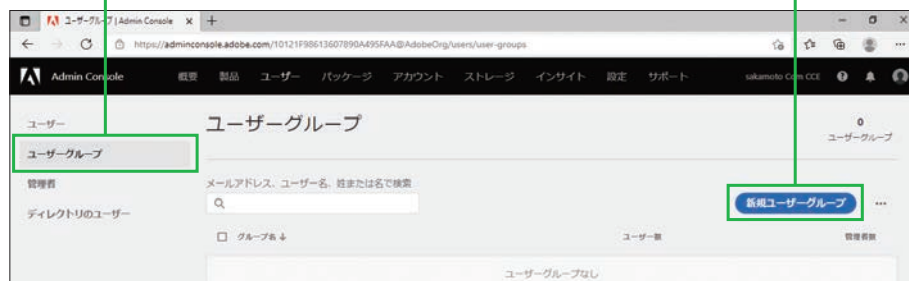 ユーザーグループ | Admin Console
https://adminconsole.adobe.com/10121F98613607890A495FAA@AdobeOrg/users/user-groups
Admin Console 概要 製品 ユーザー パッケージ アカウント ストレージ インサイト 設定 サポート sakamoto Com CCE
ユーザー
ユーザーグループ
管理者
ディレクトリのユーザー
ユーザーグループ
0
ユーザーグループ
メールアドレス、ユーザー名、姓または名で検索
新規ユーザーグループ
グループ名 ↓ ユーザー数 管理者数
ユーザーグループなし